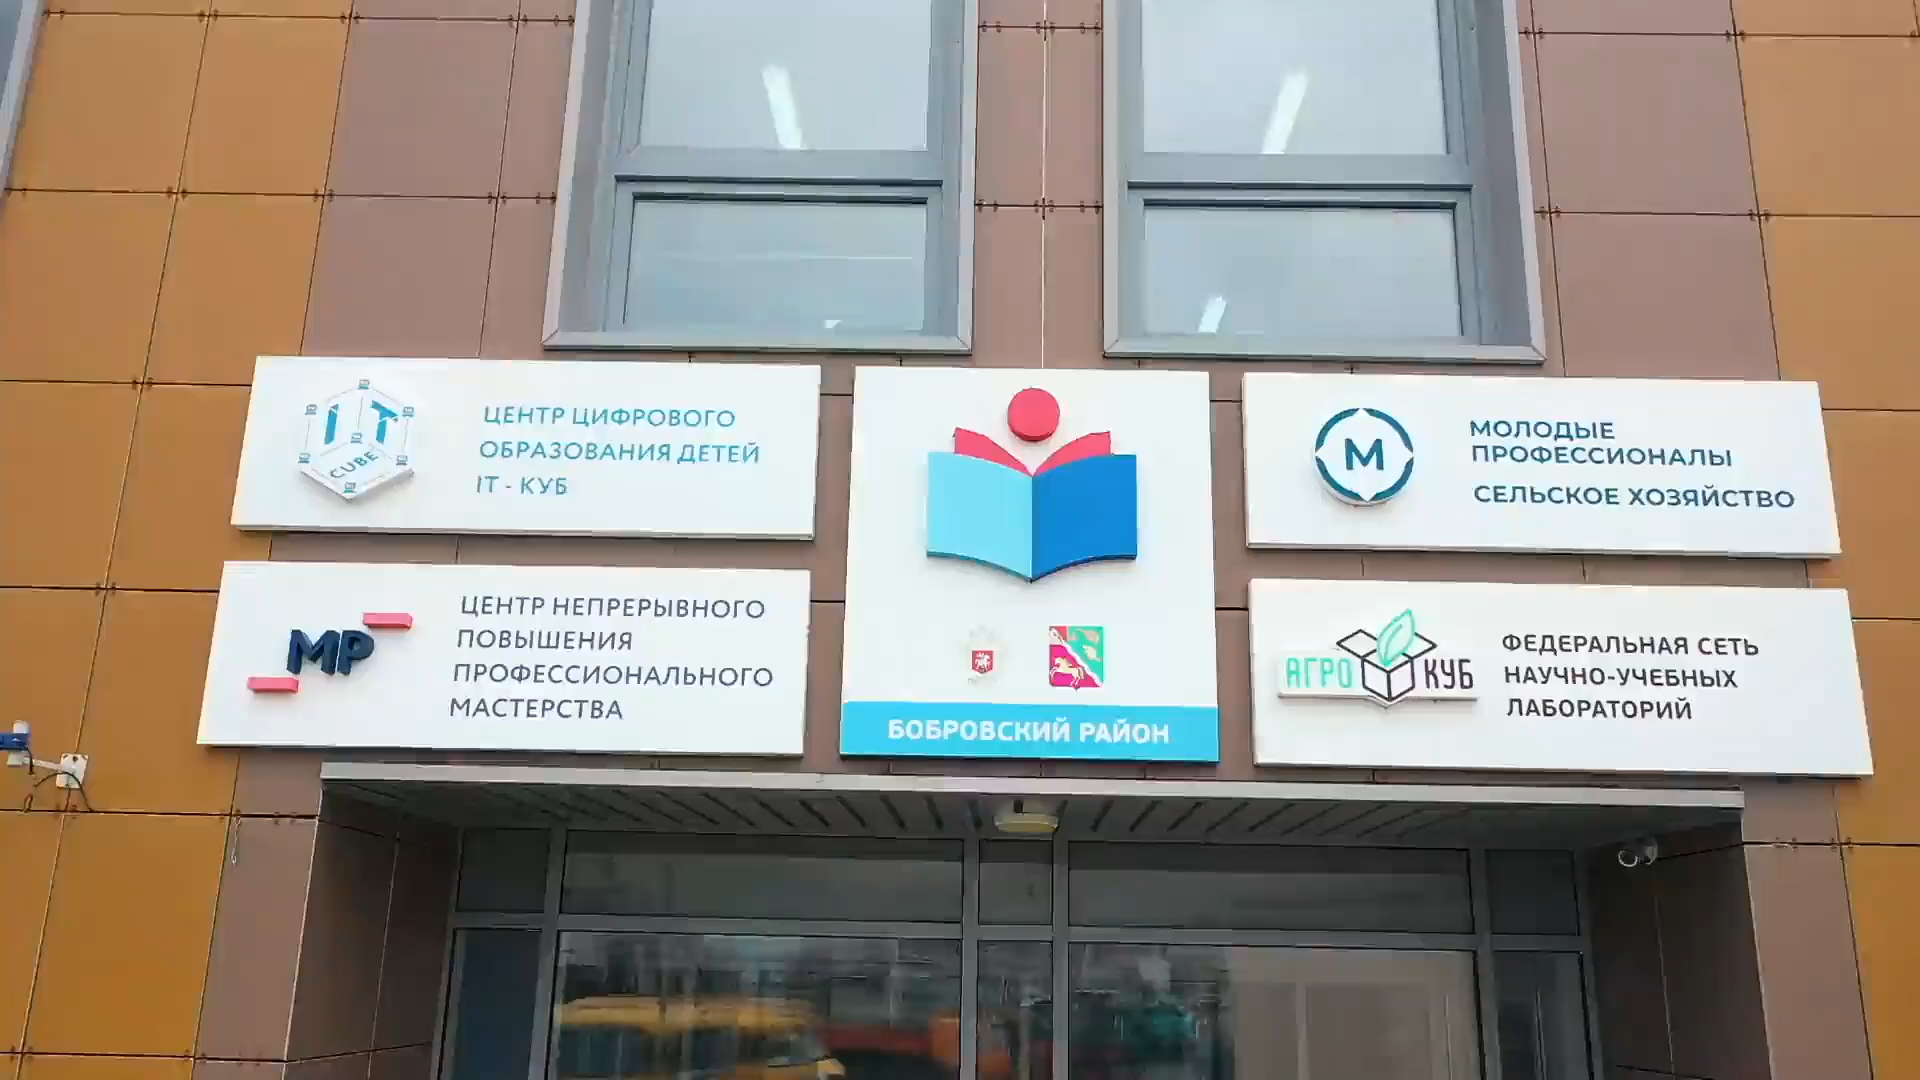 IT
CUBE
ЦЕНТР ЦИФРОВОГО
ОБРАЗОВАНИЯ ДЕТЕЙ
IT - КУБ
МР
ЦЕНТР НЕПРЕРЫВНОГО
ПОВЫШЕНИЯ
ПРОФЕССИОНАЛЬНОГО
МАСТЕРСТВА
БОБРОВСКИЙ РАЙОН
М
МОЛОДЫЕ
ПРОФЕССИОНАЛЫ
СЕЛЬСКОЕ ХОЗЯЙСТВО
АГРО КУБ
ФЕДЕРАЛЬНАЯ СЕТЬ
НАУЧНО-УЧЕБНЫХ
ЛАБОРАТОРИЙ